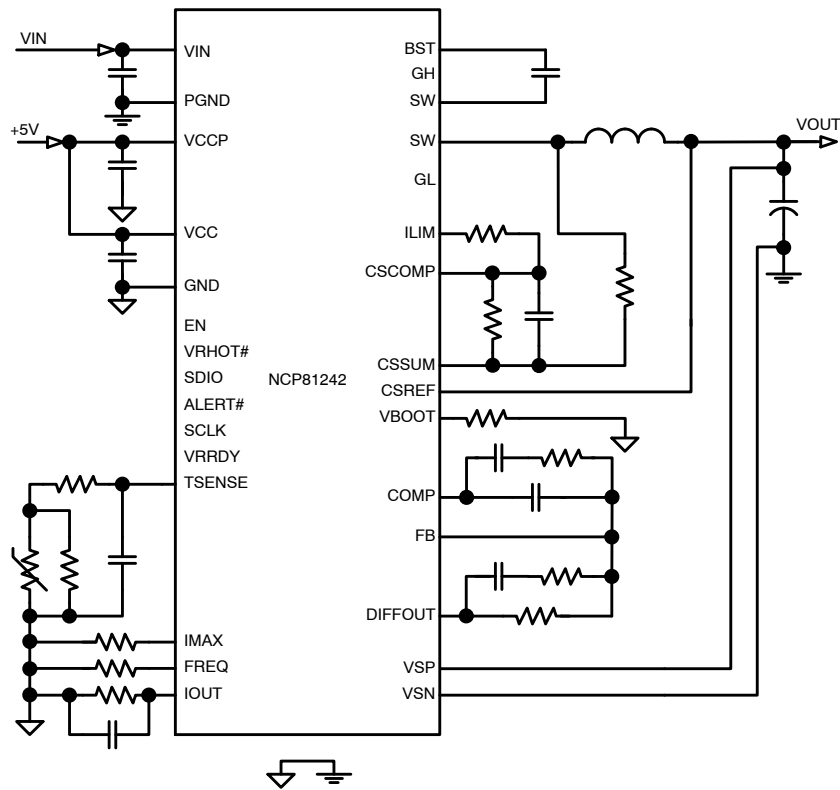 VIN
+5V
VIN
PGND
VCCP
VCC
GND
EN
VRHOT#
SDIO
ALERT#
SCLK
VRRDY
TSENSE
IMAX
FREQ
IOUT
NCP81242
BST
GH
SW
SW
GL
ILIM
CSCOMP
CSSUM
CSREF
VBOOT
COMP
FB
DIFFOUT
VSP
VSN
VOUT